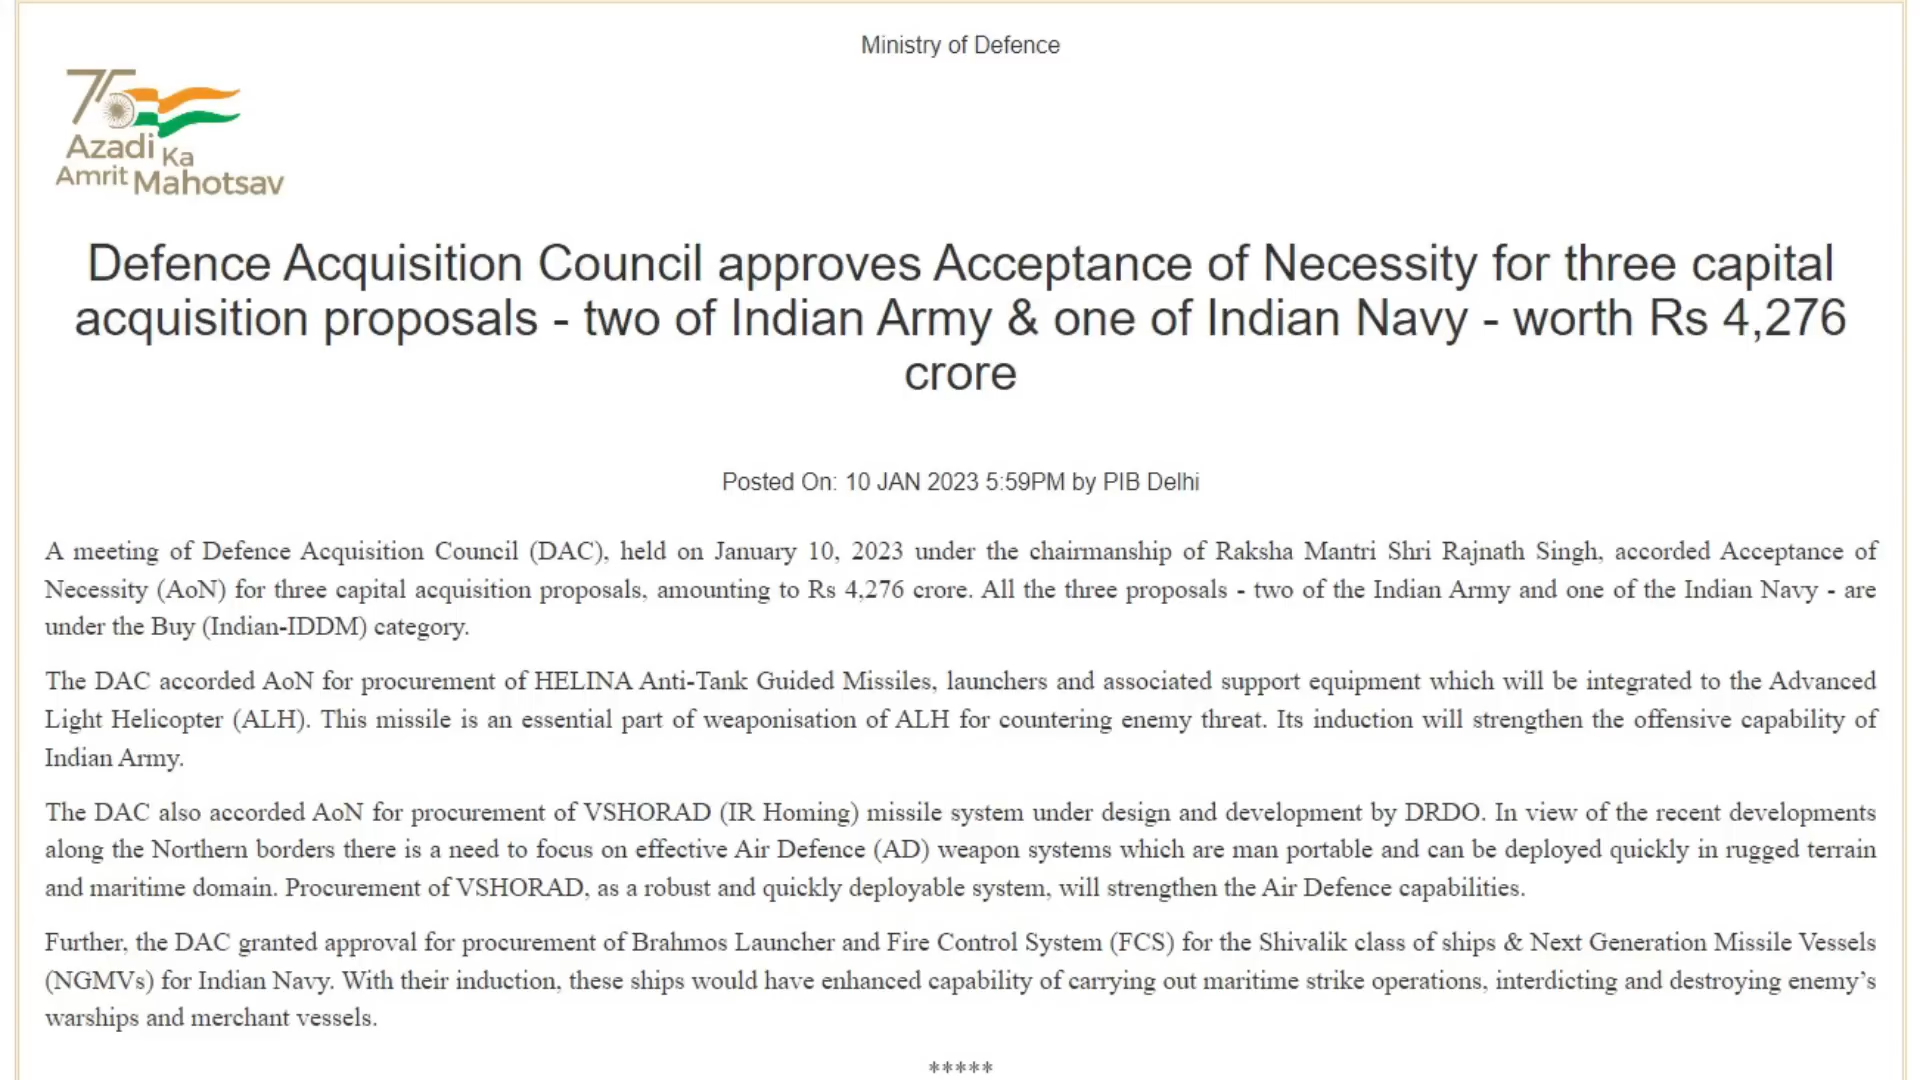 Ministry of Defence
75
Azadi Ka
Amrit Mahotsav
Defence Acquisition Council approves Acceptance of Necessity for three capital
acquisition proposals - two of Indian Army & one of Indian Navy - worth Rs 4,276
crore
Posted On: 10 JAN 2023 5:59PM by PIB Delhi
A meeting of Defence Acquisition Council (DAC), held on January 10, 2023 under the chairmanship of Raksha Mantri Shri Rajnath Singh, accorded Acceptance of
Necessity (AoN) for three capital acquisition proposals, amounting to Rs 4,276 crore. All the three proposals - two of the Indian Army and one of the Indian Navy - are
under the Buy (Indian-IDDM) category.
The DAC accorded AoN for procurement of HELINA Anti-Tank Guided Missiles, launchers and associated support equipment which will be integrated to the Advanced
Light Helicopter (ALH). This missile is an essential part of weaponisation of ALH for countering enemy threat. Its induction will strengthen the offensive capability of
Indian Army.
The DAC also accorded AoN for procurement of VSHORAD (IR Homing) missile system under design and development by DRDO. In view of the recent developments
along the Northern borders there is a need to focus on effective Air Defence (AD) weapon systems which are man portable and can be deployed quickly in rugged terrain
and maritime domain. Procurement of VSHORAD, as a robust and quickly deployable system, will strengthen the Air Defence capabilities.
Further, the DAC granted approval for procurement of Brahmos Launcher and Fire Control System (FCS) for the Shivalik class of ships & Next Generation Missile Vessels
(NGMVs) for Indian Navy. With their induction, these ships would have enhanced capability of carrying out maritime strike operations, interdicting and destroying enemy’s
warships and merchant vessels.
*****